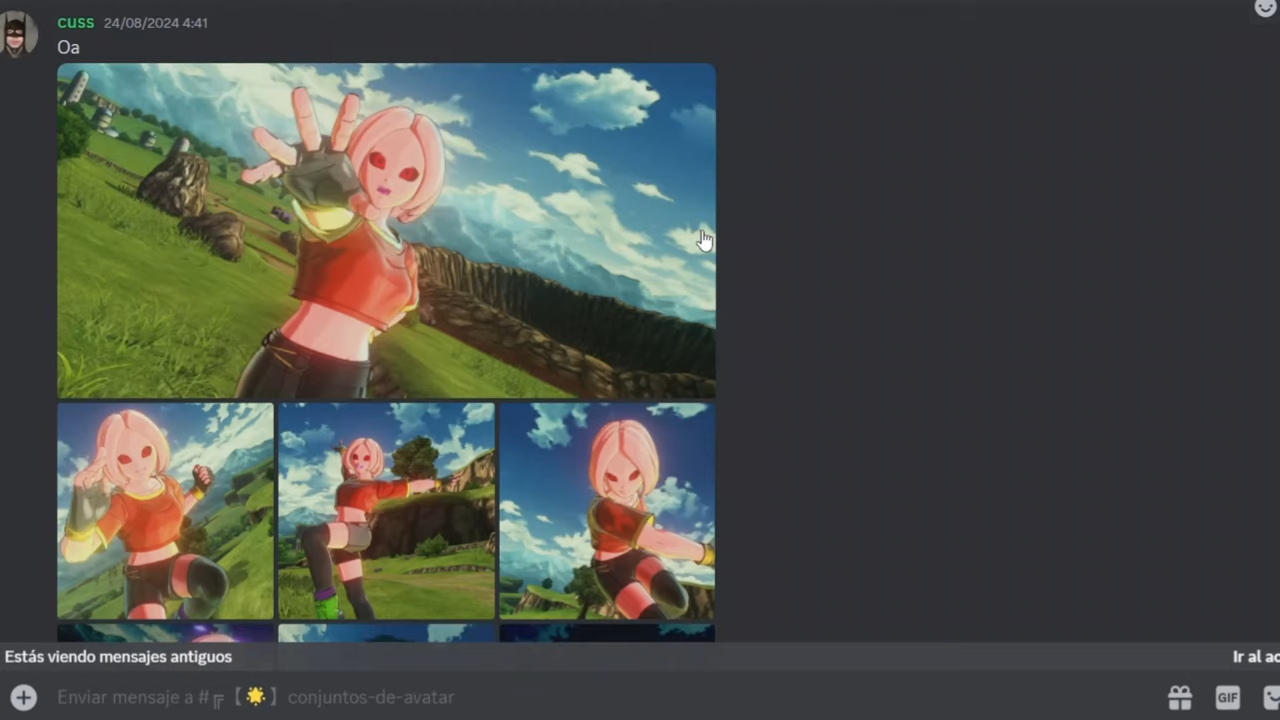 cuss 24/08/2024 4:41
Oa
Estás viendo mensajes antiguos
Ir al ac
Enviar mensaje a #╔【🌟】conjuntos-de-avatar
GIF